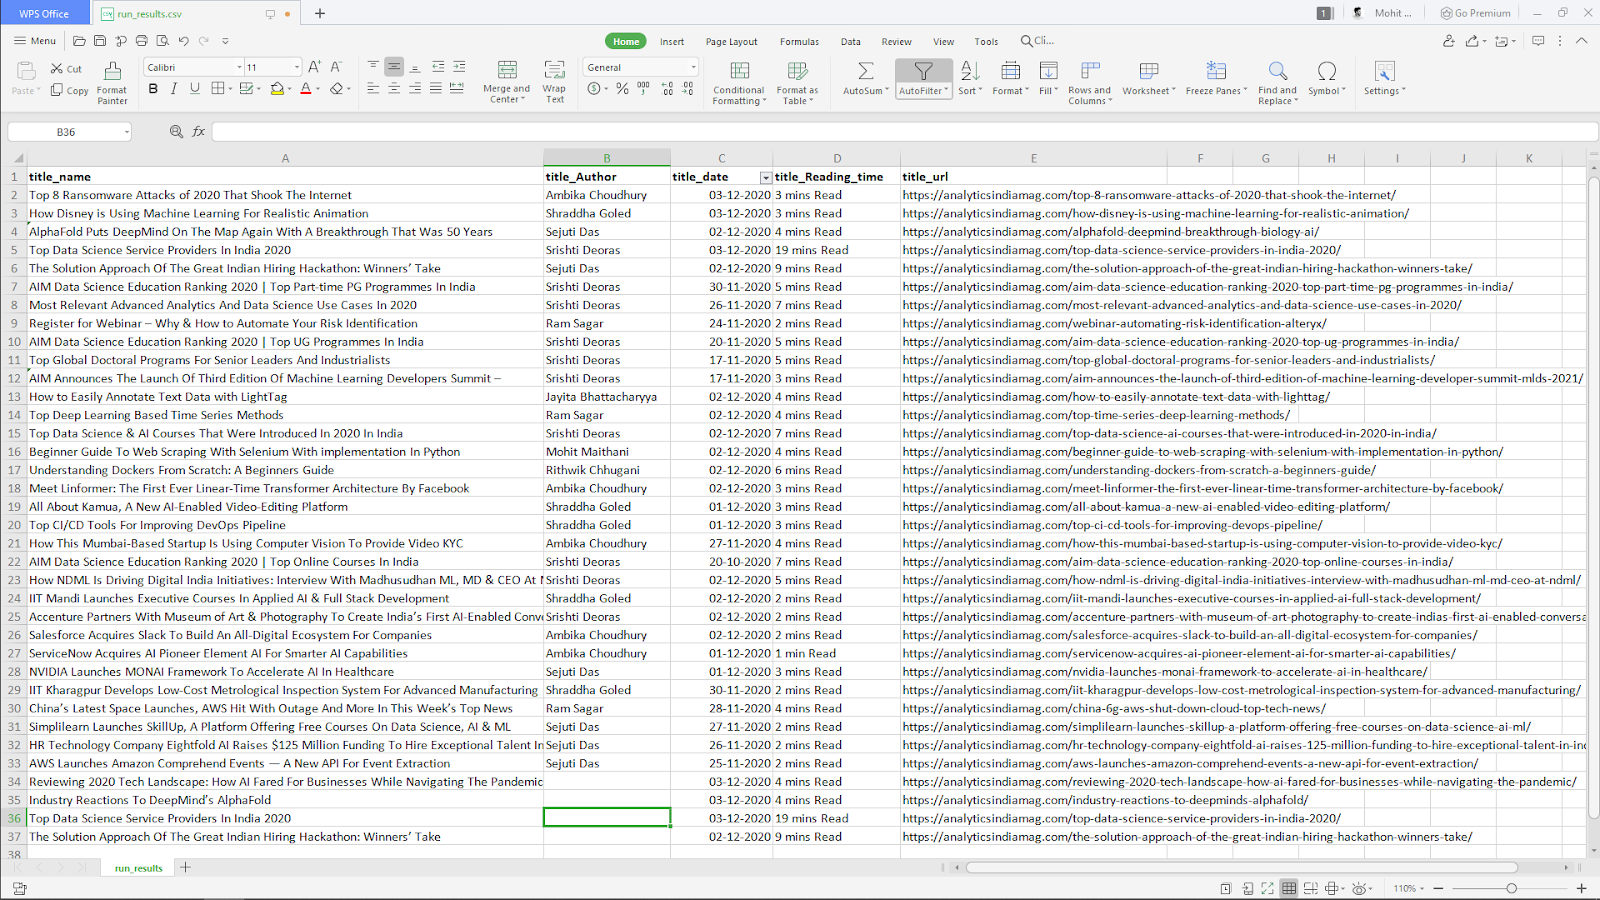 WPS Office run_results.csv + 1 Mohit ... Go Premium
Menu Home Insert Page Layout Formulas Data Review View Tools Cli...
Paste Cut Copy Format Painter Calibri 11 A+ A- B I U A Merge and Center Wrap Text General % 000 Conditional Formatting Format as Table AutoSum AutoFilter Sort Format Fill Rows and Columns Worksheet Freeze Panes Find and Replace Symbol Settings
B36 fx
A B C D E F G H I J K
1 title_name title_Author title_date title_Reading_time title_url
2 Top 8 Ransomware Attacks of 2020 That Shook The Internet Ambika Choudhury 03-12-2020 3 mins Read https://analyticsindiamag.com/top-8-ransomware-attacks-of-2020-that-shook-the-internet/
3 How Disney is Using Machine Learning For Realistic Animation Shraddha Goled 03-12-2020 3 mins Read https://analyticsindiamag.com/how-disney-is-using-machine-learning-for-realistic-animation/
4 AlphaFold Puts DeepMind On The Map Again With A Breakthrough That Was 50 Years Sejuti Das 02-12-2020 4 mins Read https://analyticsindiamag.com/alphafold-deepmind-breakthrough-biology-ai/
5 Top Data Science Service Providers In India 2020 Srishti Deoras 03-12-2020 19 mins Read https://analyticsindiamag.com/top-data-science-service-providers-in-india-2020/
6 The Solution Approach Of The Great Indian Hiring Hackathon: Winners’ Take Sejuti Das 02-12-2020 9 mins Read https://analyticsindiamag.com/the-solution-approach-of-the-great-indian-hiring-hackathon-winners-take/
7 AIM Data Science Education Ranking 2020 | Top Part-time PG Programmes In India Srishti Deoras 30-11-2020 5 mins Read https://analyticsindiamag.com/aim-data-science-education-ranking-2020-top-part-time-pg-programmes-in-india/
8 Most Relevant Advanced Analytics And Data Science Use Cases In 2020 Srishti Deoras 26-11-2020 7 mins Read https://analyticsindiamag.com/most-relevant-advanced-analytics-and-data-science-use-cases-in-2020/
9 Register for Webinar – Why & How to Automate Your Risk Identification Ram Sagar 24-11-2020 2 mins Read https://analyticsindiamag.com/webinar-automating-risk-identification-alteryx/
10 AIM Data Science Education Ranking 2020 | Top UG Programmes In India Srishti Deoras 20-11-2020 5 mins Read https://analyticsindiamag.com/aim-data-science-education-ranking-2020-top-ug-programmes-in-india/
11 Top Global Doctoral Programs For Senior Leaders And Industrialists Srishti Deoras 17-11-2020 5 mins Read https://analyticsindiamag.com/top-global-doctoral-programs-for-senior-leaders-and-industrialists/
12 AIM Announces The Launch Of Third Edition Of Machine Learning Developers Summit – Srishti Deoras 17-11-2020 3 mins Read https://analyticsindiamag.com/aim-announces-the-launch-of-third-edition-of-machine-learning-developer-summit-mlds-2021/
13 How to Easily Annotate Text Data with LightTag Jayita Bhattacharyya 02-12-2020 4 mins Read https://analyticsindiamag.com/how-to-easily-annotate-text-data-with-lighttag/
14 Top Deep Learning Based Time Series Methods Ram Sagar 02-12-2020 4 mins Read https://analyticsindiamag.com/top-time-series-deep-learning-methods/
15 Top Data Science & AI Courses That Were Introduced In 2020 In India Srishti Deoras 02-12-2020 7 mins Read https://analyticsindiamag.com/top-data-science-ai-courses-that-were-introduced-in-2020-in-india/
16 Beginner Guide To Web Scraping With Selenium With implementation In Python Mohit Maithani 02-12-2020 4 mins Read https://analyticsindiamag.com/beginner-guide-to-web-scraping-with-selenium-with-implementation-in-python/
17 Understanding Dockers From Scratch: A Beginners Guide Rithwik Chhugani 02-12-2020 6 mins Read https://analyticsindiamag.com/understanding-dockers-from-scratch-a-beginners-guide/
18 Meet Linformer: The First Ever Linear-Time Transformer Architecture By Facebook Ambika Choudhury 02-12-2020 3 mins Read https://analyticsindiamag.com/meet-linformer-the-first-ever-linear-time-transformer-architecture-by-facebook/
19 All About Kamua, A New AI-Enabled Video-Editing Platform Shraddha Goled 01-12-2020 3 mins Read https://analyticsindiamag.com/all-about-kamua-a-new-ai-enabled-video-editing-platform/
20 Top CI/CD Tools For Improving DevOps Pipeline Shraddha Goled 01-12-2020 3 mins Read https://analyticsindiamag.com/top-ci-cd-tools-for-improving-devops-pipeline/
21 How This Mumbai-Based Startup Is Using Computer Vision To Provide Video KYC Ambika Choudhury 27-11-2020 4 mins Read https://analyticsindiamag.com/how-this-mumbai-based-startup-is-using-computer-vision-to-provide-video-kyc/
22 AIM Data Science Education Ranking 2020 | Top Online Courses In India Srishti Deoras 20-10-2020 7 mins Read https://analyticsindiamag.com/aim-data-science-education-ranking-2020-top-online-courses-in-india/
23 How NDML Is Driving Digital India Initiatives: Interview With Madhusudhan ML, MD & CEO At Srishti Deoras 02-12-2020 5 mins Read https://analyticsindiamag.com/how-ndml-is-driving-digital-india-initiatives-interview-with-madhusudhan-ml-md-ceo-at-ndml/
24 IIT Mandi Launches Executive Courses In Applied AI & Full Stack Development Shraddha Goled 02-12-2020 2 mins Read https://analyticsindiamag.com/iit-mandi-launches-executive-courses-in-applied-ai-full-stack-development/
25 Accenture Partners With Museum of Art & Photography To Create India’s First AI-Enabled Conve Srishti Deoras 02-12-2020 2 mins Read https://analyticsindiamag.com/accenture-partners-with-museum-of-art-photography-to-create-indias-first-ai-enabled-conversa
26 Salesforce Acquires Slack To Build An All-Digital Ecosystem For Companies Ambika Choudhury 02-12-2020 2 mins Read https://analyticsindiamag.com/salesforce-acquires-slack-to-build-an-all-digital-ecosystem-for-companies/
27 ServiceNow Acquires AI Pioneer Element AI For Smarter AI Capabilities Ambika Choudhury 01-12-2020 1 min Read https://analyticsindiamag.com/servicenow-acquires-ai-pioneer-element-ai-for-smarter-ai-capabilities/
28 NVIDIA Launches MONAI Framework To Accelerate AI In Healthcare Sejuti Das 01-12-2020 3 mins Read https://analyticsindiamag.com/nvidia-launches-monai-framework-to-accelerate-ai-in-healthcare/
29 IIT Kharagpur Develops Low-Cost Metrological Inspection System For Advanced Manufacturing Shraddha Goled 30-11-2020 2 mins Read https://analyticsindiamag.com/iit-kharagpur-develops-low-cost-metrological-inspection-system-for-advanced-manufacturing/
30 China’s Latest Space Launches, AWS Hit With Outage And More In This Week’s Top News Ram Sagar 28-11-2020 4 mins Read https://analyticsindiamag.com/china-6g-aws-shut-down-cloud-top-tech-news/
31 Simplilearn Launches SkillUp, A Platform Offering Free Courses On Data Science, AI & ML Sejuti Das 27-11-2020 2 mins Read https://analyticsindiamag.com/simplilearn-launches-skillup-a-platform-offering-free-courses-on-data-science-ai-ml/
32 HR Technology Company Eightfold AI Raises $125 Million Funding To Hire Exceptional Talent In Sejuti Das 26-11-2020 2 mins Read https://analyticsindiamag.com/hr-technology-company-eightfold-ai-raises-125-million-funding-to-hire-exceptional-talent-in-in
33 AWS Launches Amazon Comprehend Events — A New API For Event Extraction Sejuti Das 25-11-2020 2 mins Read https://analyticsindiamag.com/aws-launches-amazon-comprehend-events-a-new-api-for-event-extraction/
34 Reviewing 2020 Tech Landscape: How AI Fared For Businesses While Navigating The Pandemic 03-12-2020 4 mins Read https://analyticsindiamag.com/reviewing-2020-tech-landscape-how-ai-fared-for-businesses-while-navigating-the-pandemic/
35 Industry Reactions To DeepMind’s AlphaFold 03-12-2020 4 mins Read https://analyticsindiamag.com/industry-reactions-to-deepminds-alphafold/
36 Top Data Science Service Providers In India 2020 03-12-2020 19 mins Read https://analyticsindiamag.com/top-data-science-service-providers-in-india-2020/
37 The Solution Approach Of The Great Indian Hiring Hackathon: Winners’ Take 02-12-2020 9 mins Read https://analyticsindiamag.com/the-solution-approach-of-the-great-indian-hiring-hackathon-winners-take/
38
run_results +
110% - +